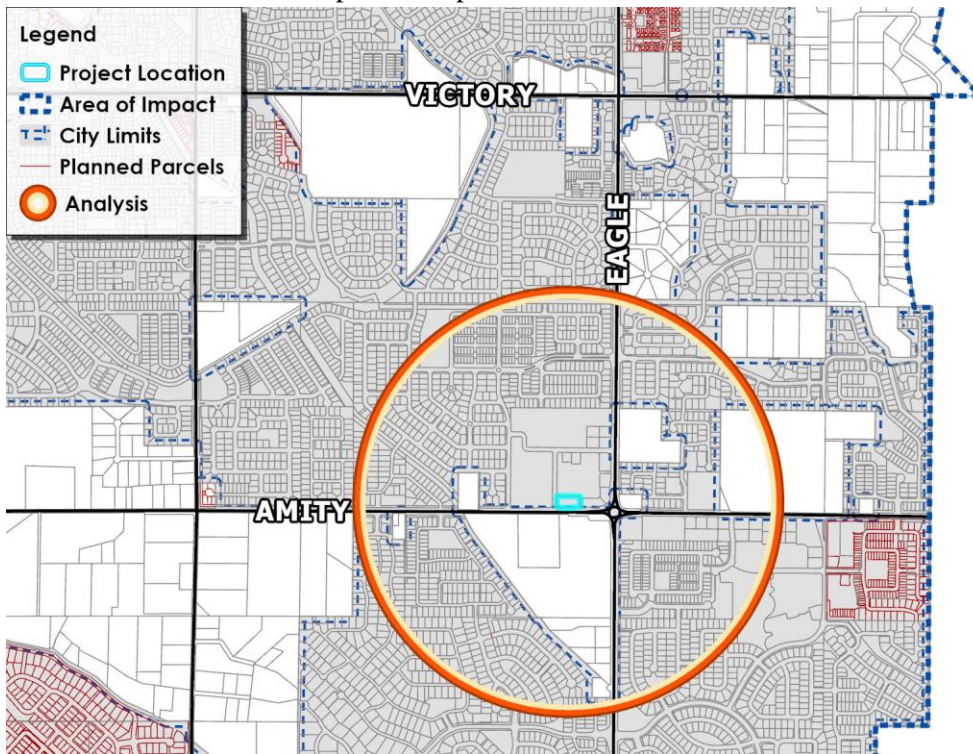 Legend
Project Location
Area of Impact
City Limits
Planned Parcels
Analysis
VICTORY
EAGLE
AMITY